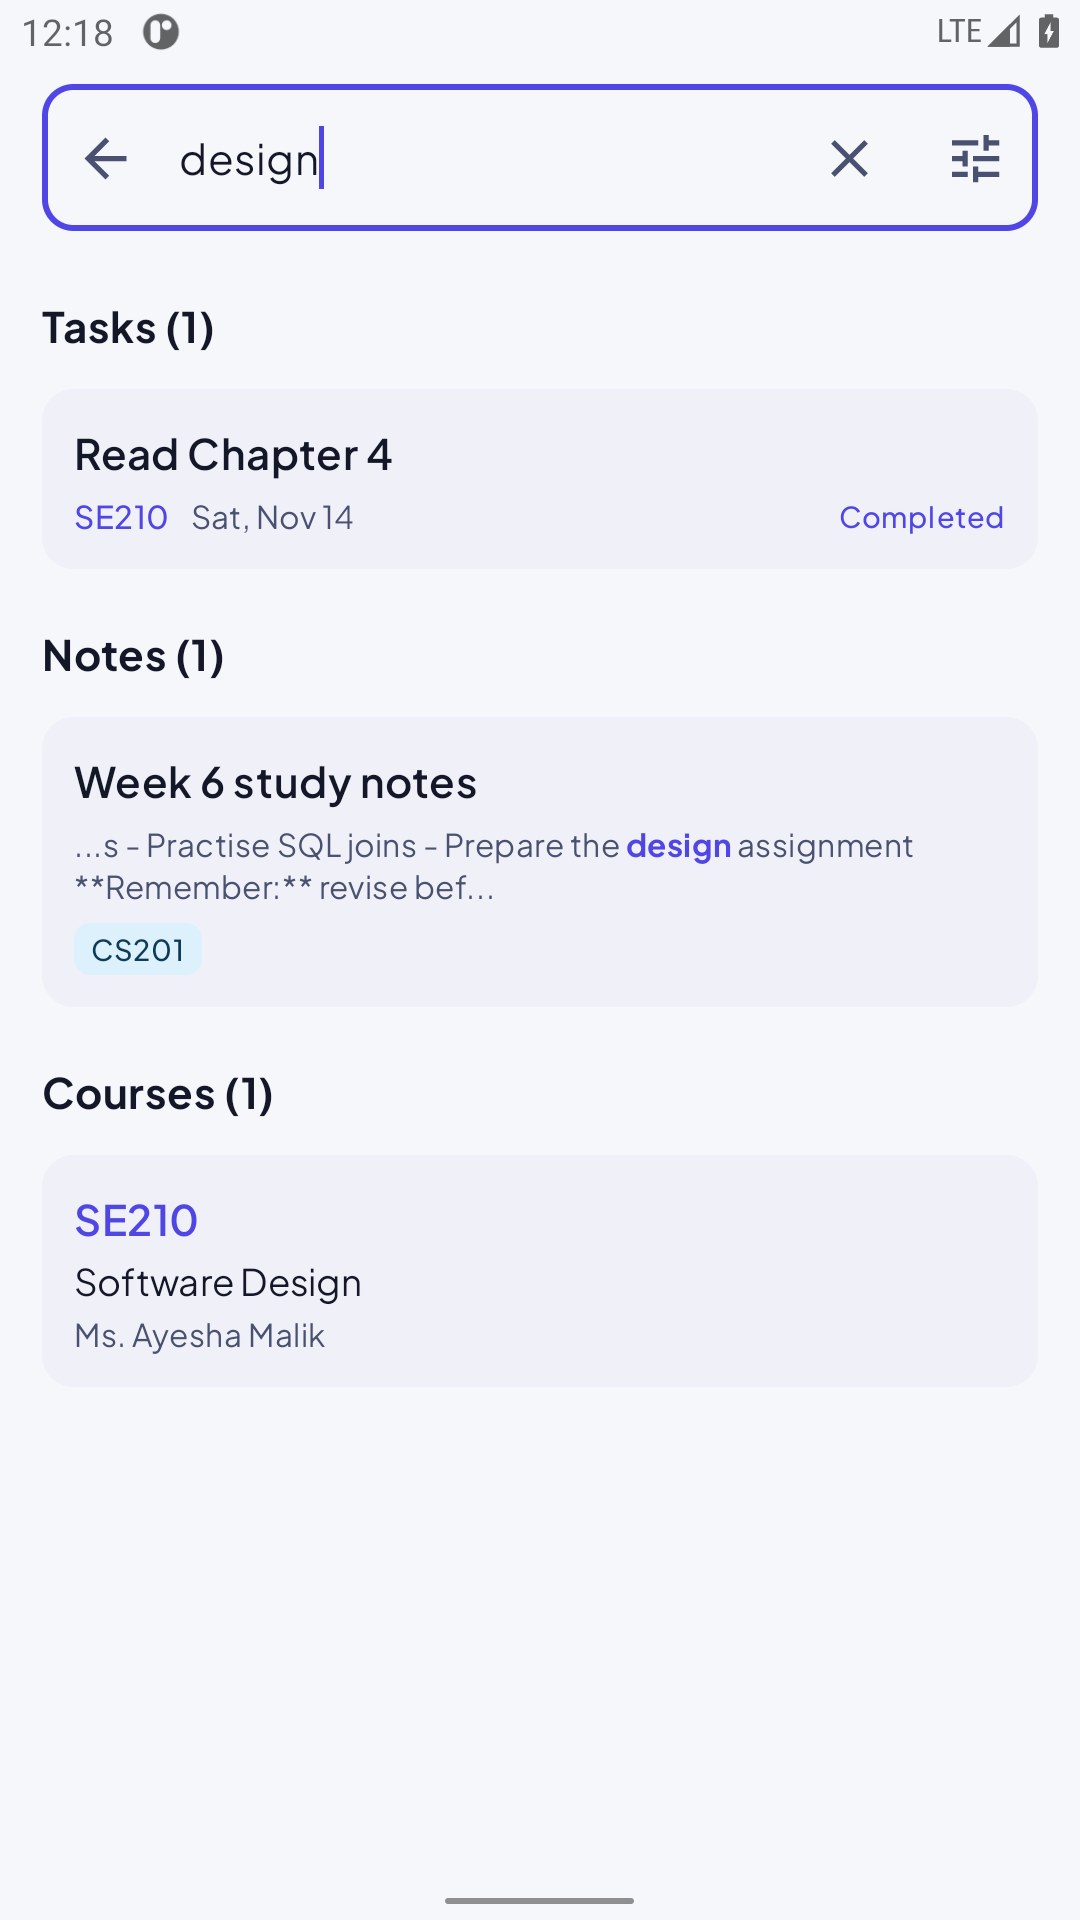 12:18
LTE
design
Tasks (1)
Read Chapter 4
SE210 Sat, Nov 14 Completed
Notes (1)
Week 6 study notes
...s - Practise SQL joins - Prepare the design assignment
**Remember:** revise bef...
CS201
Courses (1)
SE210
Software Design
Ms. Ayesha Malik